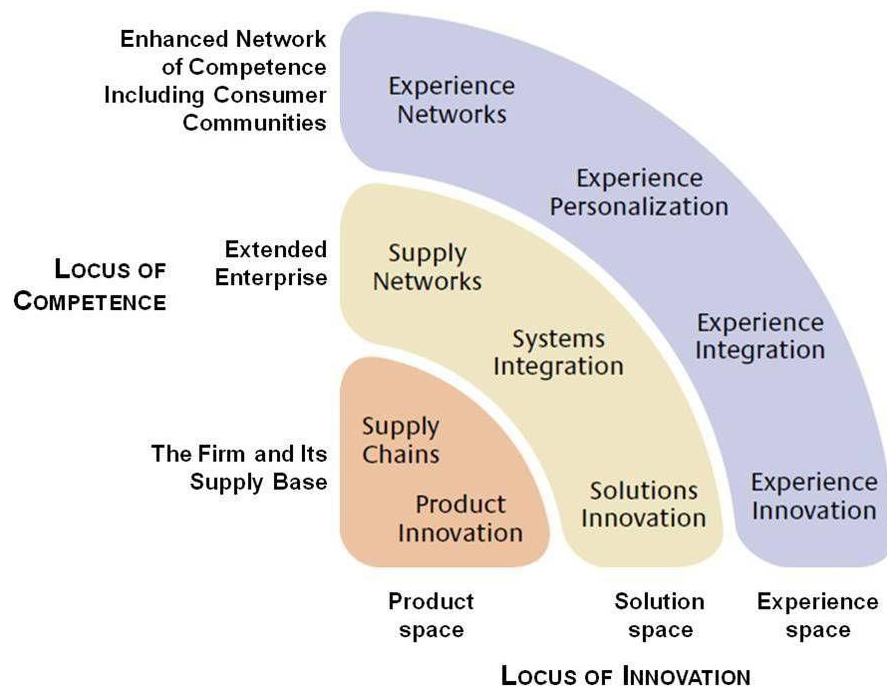 Enhanced Network
of Competence
Including Consumer
Communities
Experience
Networks
Experience
Personalization
Extended
Enterprise
LOCUS OF
COMPETENCE
Supply
Networks
Systems
Integration
Experience
Integration
The Firm and Its
Supply Base
Supply
Chains
Product
Innovation
Solutions
Innovation
Experience
Innovation
Product
space
Solution
space
Experience
space
LOCUS OF INNOVATION